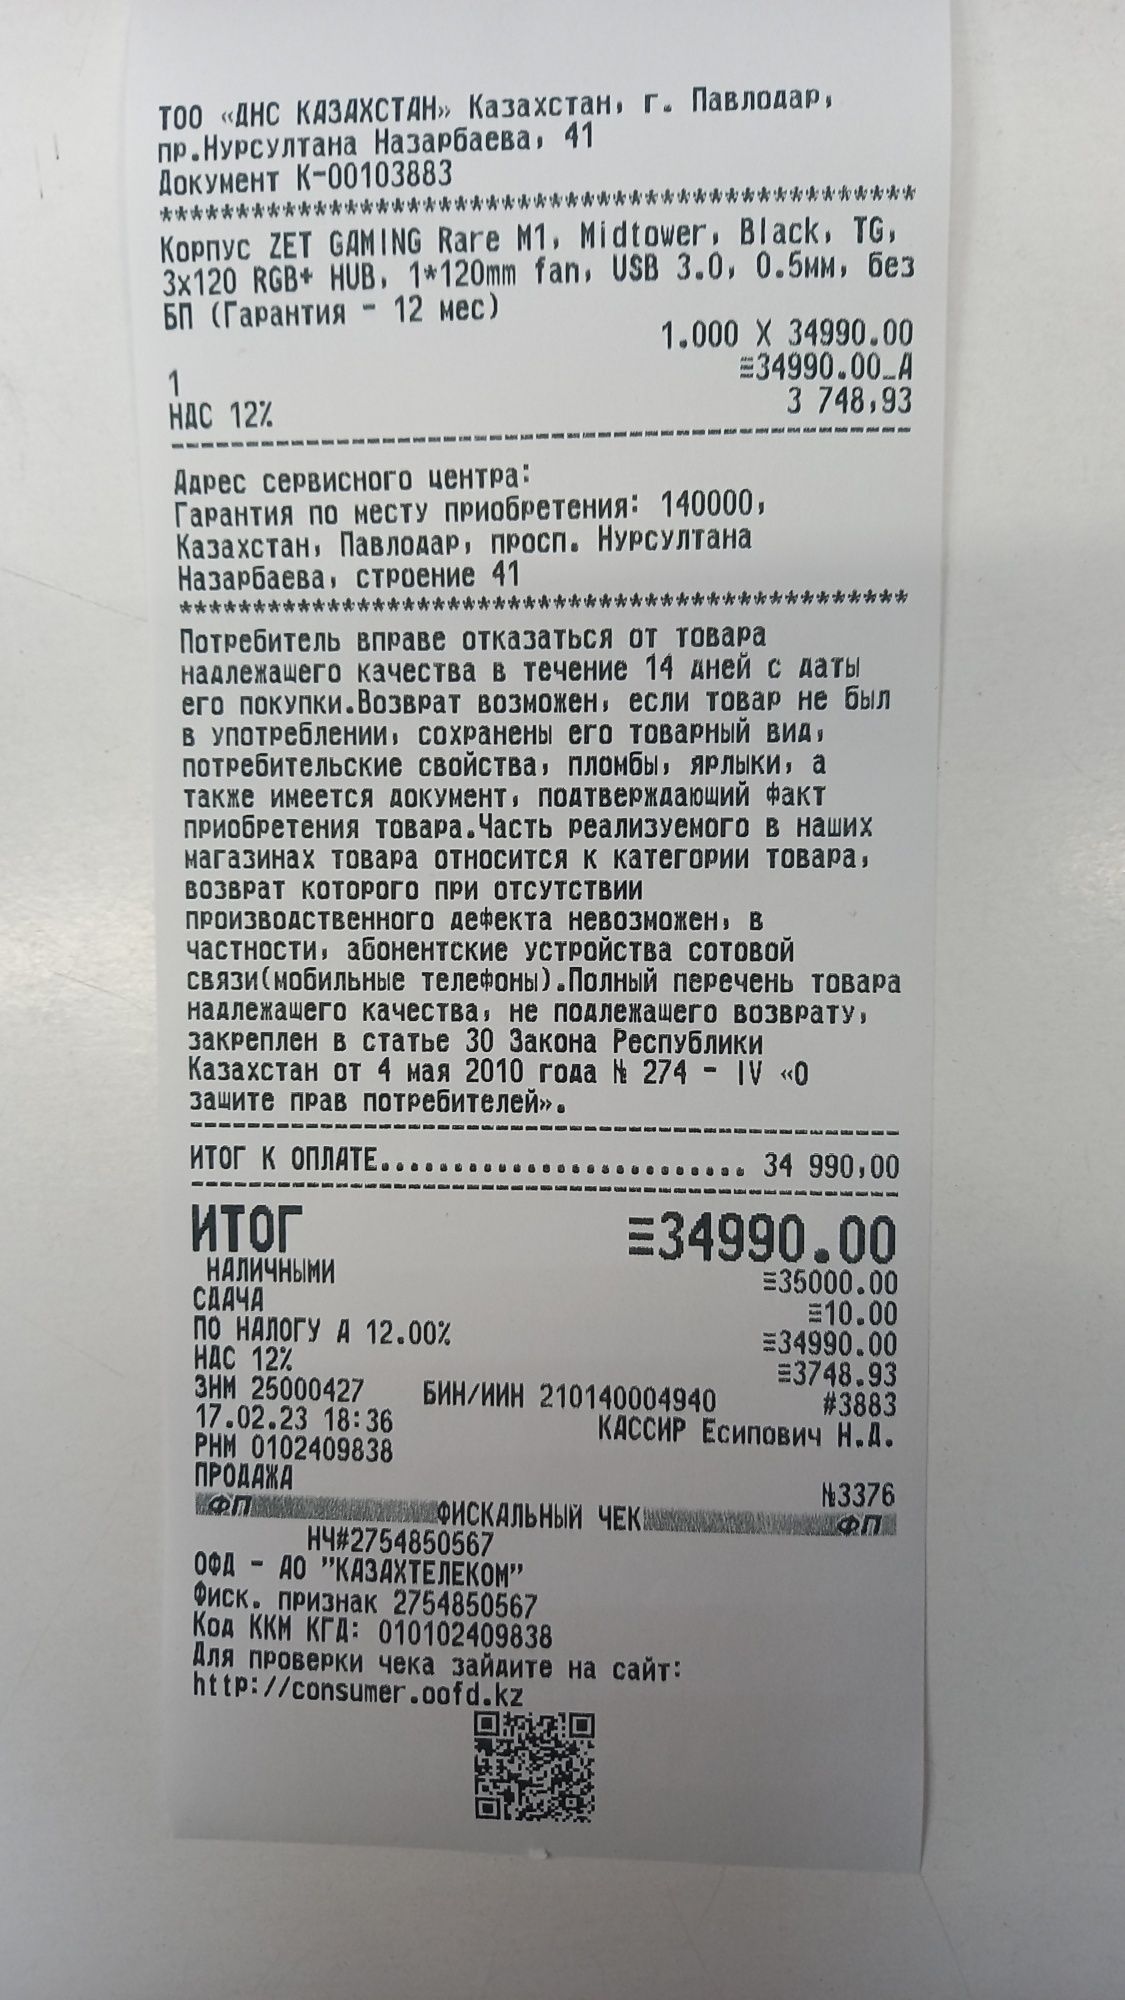 ТОО «ДНС КАЗАХСТАН» Казахстан, г. Павлодар,
пр.Нурсултана Назарбаева, 41
Документ К-00103883
**************************************************
Корпус ZET GAMING Rare M1, Midtower, Black, TG,
3x120 RGB+ HUB, 1*120mm fan, USB 3.0, 0.5мм, без
БП (Гарантия - 12 мес)
1.000 X 34990.00
1 ≡34990.00_А
НДС 12% 3 748,93
Адрес сервисного центра:
Гарантия по месту приобретения: 140000,
Казахстан, Павлодар, просп. Нурсултана
Назарбаева, строение 41
**************************************************
Потребитель вправе отказаться от товара
надлежащего качества в течение 14 дней с даты
его покупки.Возврат возможен, если товар не был
в употреблении, сохранены его товарный вид,
потребительские свойства, пломбы, ярлыки, а
также имеется документ, подтверждающий факт
приобретения товара.Часть реализуемого в наших
магазинах товара относится к категории товара,
возврат которого при отсутствии
производственного дефекта невозможен, в
частности, абонентские устройства сотовой
связи(мобильные телефоны).Полный перечень товара
надлежащего качества, не подлежащего возврату,
закреплен в статье 30 Закона Республики
Казахстан от 4 мая 2010 года № 274 - IV «О
защите прав потребителей».
ИТОГ К ОПЛАТЕ......................... 34 990,00
ИТОГ ≡34990.00
НАЛИЧНЫМИ ≡35000.00
СДАЧА ≡10.00
ПО НАЛОГУ А 12.00% ≡34990.00
НДС 12% ≡3748.93
ЗНМ 25000427 БИН/ИИН 210140004940 #3883
17.02.23 18:36 КАССИР Есипович Н.Д.
РНМ 0102409838
ПРОДАЖА №3376
ФП ФИСКАЛЬНЫЙ ЧЕК ФП
НЧ#2754850567
ОФД - АО "КАЗАХТЕЛЕКОМ"
Фиск. признак 2754850567
Код ККМ КГД: 010102409838
Для проверки чека зайдите на сайт:
http://consumer.oofd.kz